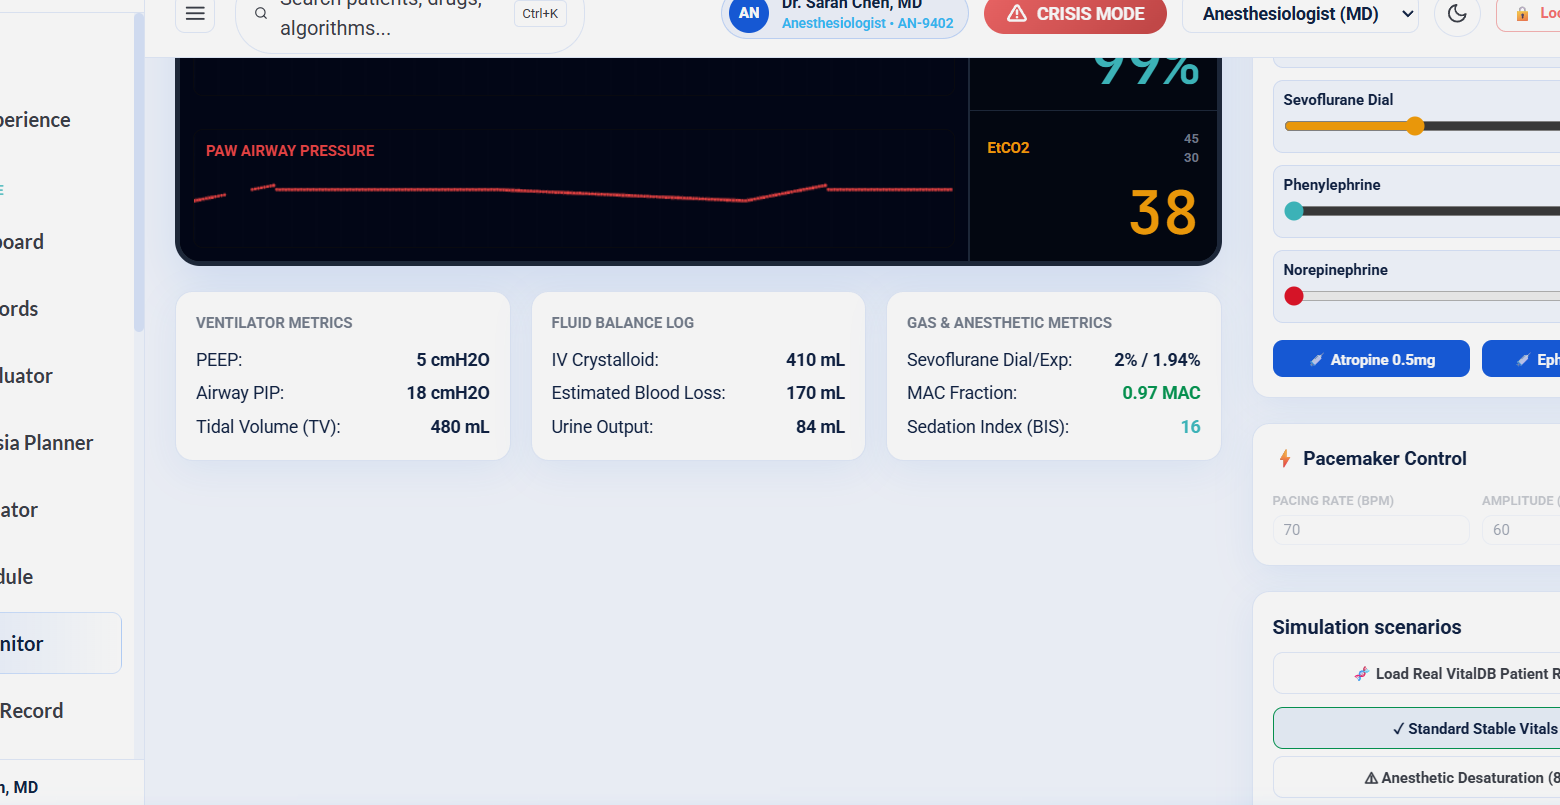 Search patients, drugs,
algorithms...
Ctrl+K
AN
Dr. Sarah Chen, MD
Anesthesiologist • AN-9402
CRISIS MODE
Anesthesiologist (MD)
Loc
perience
E
board
ords
luator
sia Planner
ator
dule
nitor
Record
n, MD
99%
PAW AIRWAY PRESSURE
EtCO2
45
30
38
VENTILATOR METRICS
PEEP: 5 cmH2O
Airway PIP: 18 cmH2O
Tidal Volume (TV): 480 mL
FLUID BALANCE LOG
IV Crystalloid: 410 mL
Estimated Blood Loss: 170 mL
Urine Output: 84 mL
GAS & ANESTHETIC METRICS
Sevoflurane Dial/Exp: 2% / 1.94%
MAC Fraction: 0.97 MAC
Sedation Index (BIS): 16
Sevoflurane Dial
Phenylephrine
Norepinephrine
Atropine 0.5mg
Eph
Pacemaker Control
PACING RATE (BPM)
AMPLITUDE (
70
60
Simulation scenarios
Load Real VitalDB Patient R
✓ Standard Stable Vitals
⚠ Anesthetic Desaturation (8